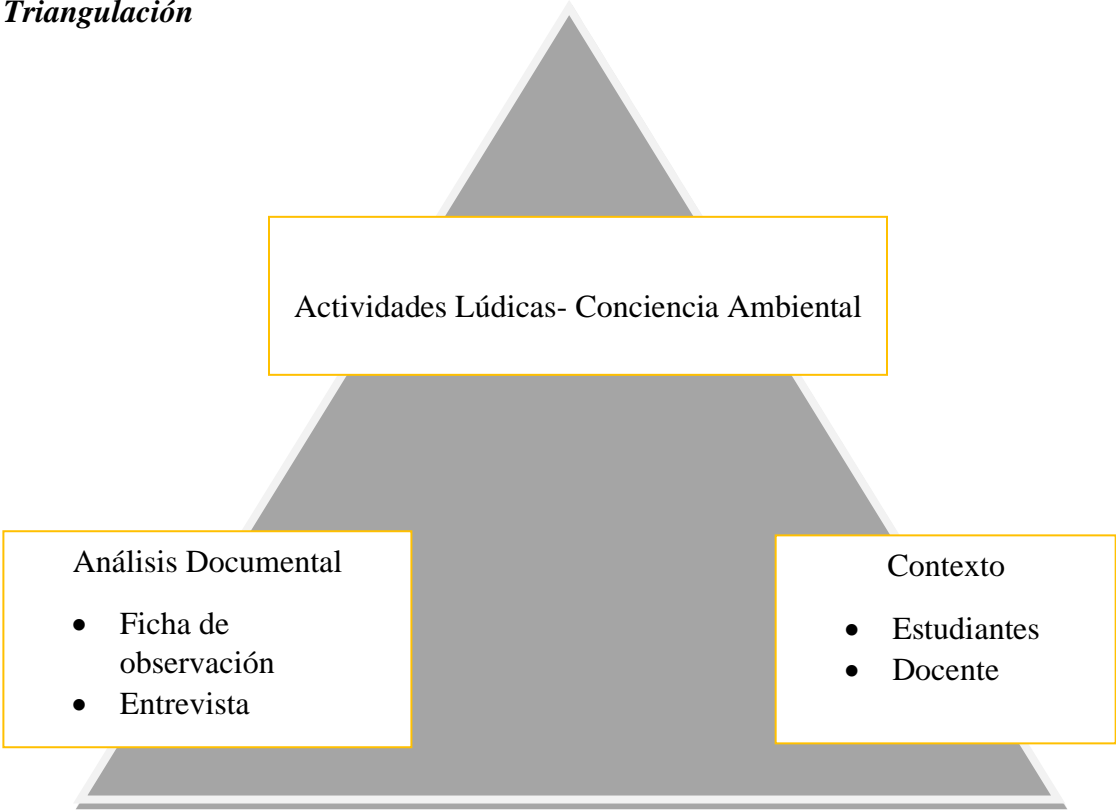 Triangulación
Actividades Lúdicas- Conciencia Ambiental
Análisis Documental
• Ficha de
observación
• Entrevista
Contexto
• Estudiantes
• Docente